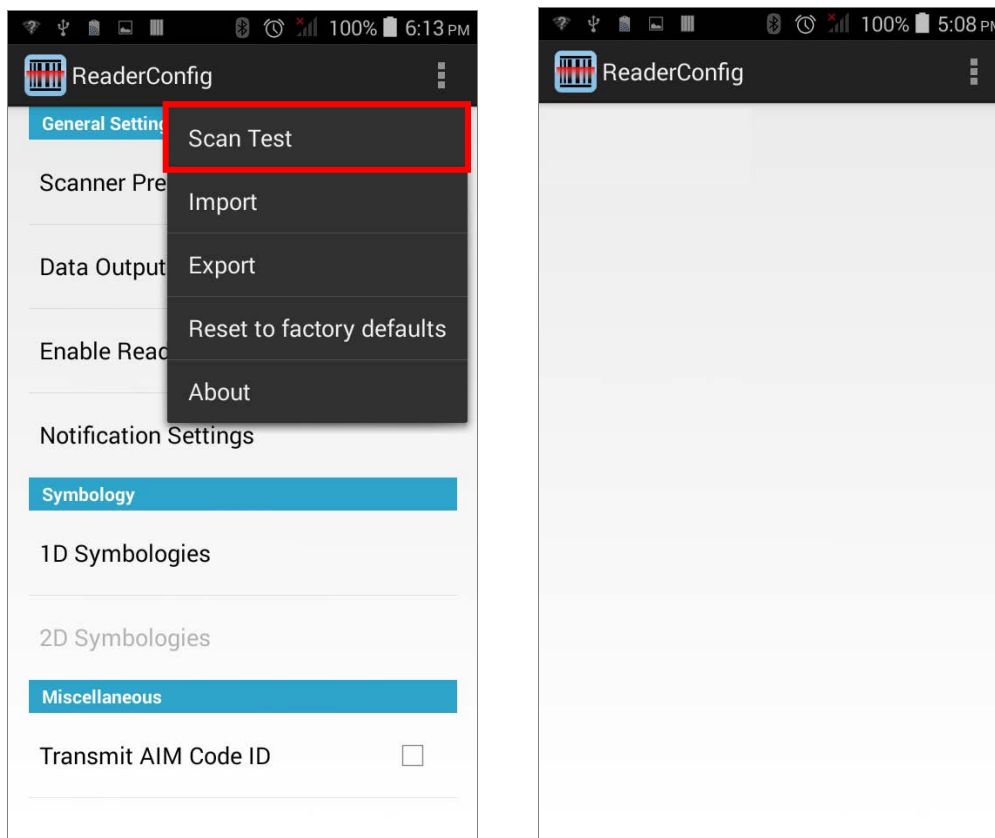 100% 6:13 PM
ReaderConfig
General Setting
Scan Test
Scanner Pre
Import
Data Output
Export
Reset to factory defaults
Enable Read
About
Notification Settings
Symbology
1D Symbologies
2D Symbologies
Miscellaneous
Transmit AIM Code ID
100% 5:08 PM
ReaderConfig